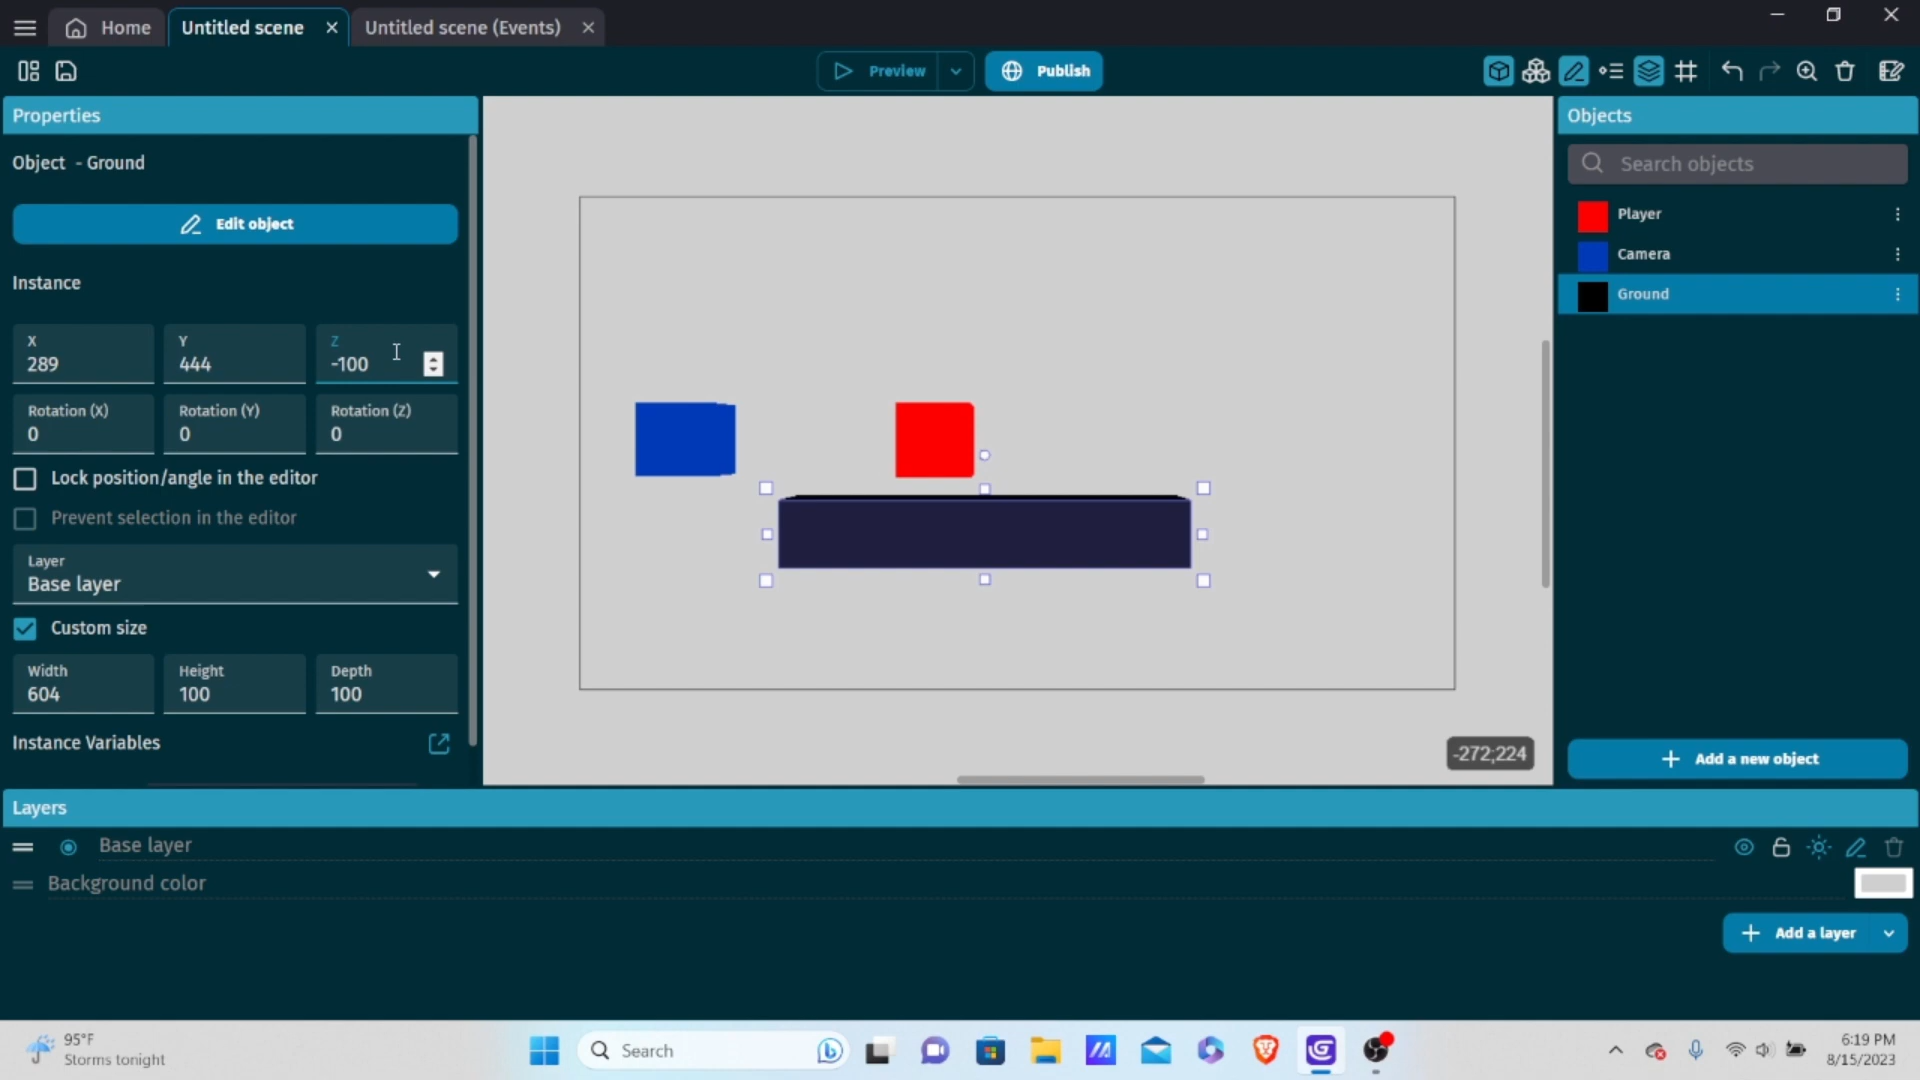 Home
Untitled scene
Untitled scene (Events)
Preview
Publish
Properties
Object - Ground
Edit object
Instance
X
289
Y
444
Z
-100
Rotation (X)
0
Rotation (Y)
0
Rotation (Z)
0
Lock position/angle in the editor
Prevent selection in the editor
Layer
Base layer
Custom size
Width
604
Height
100
Depth
100
Instance Variables
-272;224
Objects
Search objects
Player
Camera
Ground
Add a new object
Layers
Base layer
Background color
Add a layer
95°F
Storms tonight
Search
6:19 PM
8/15/2023